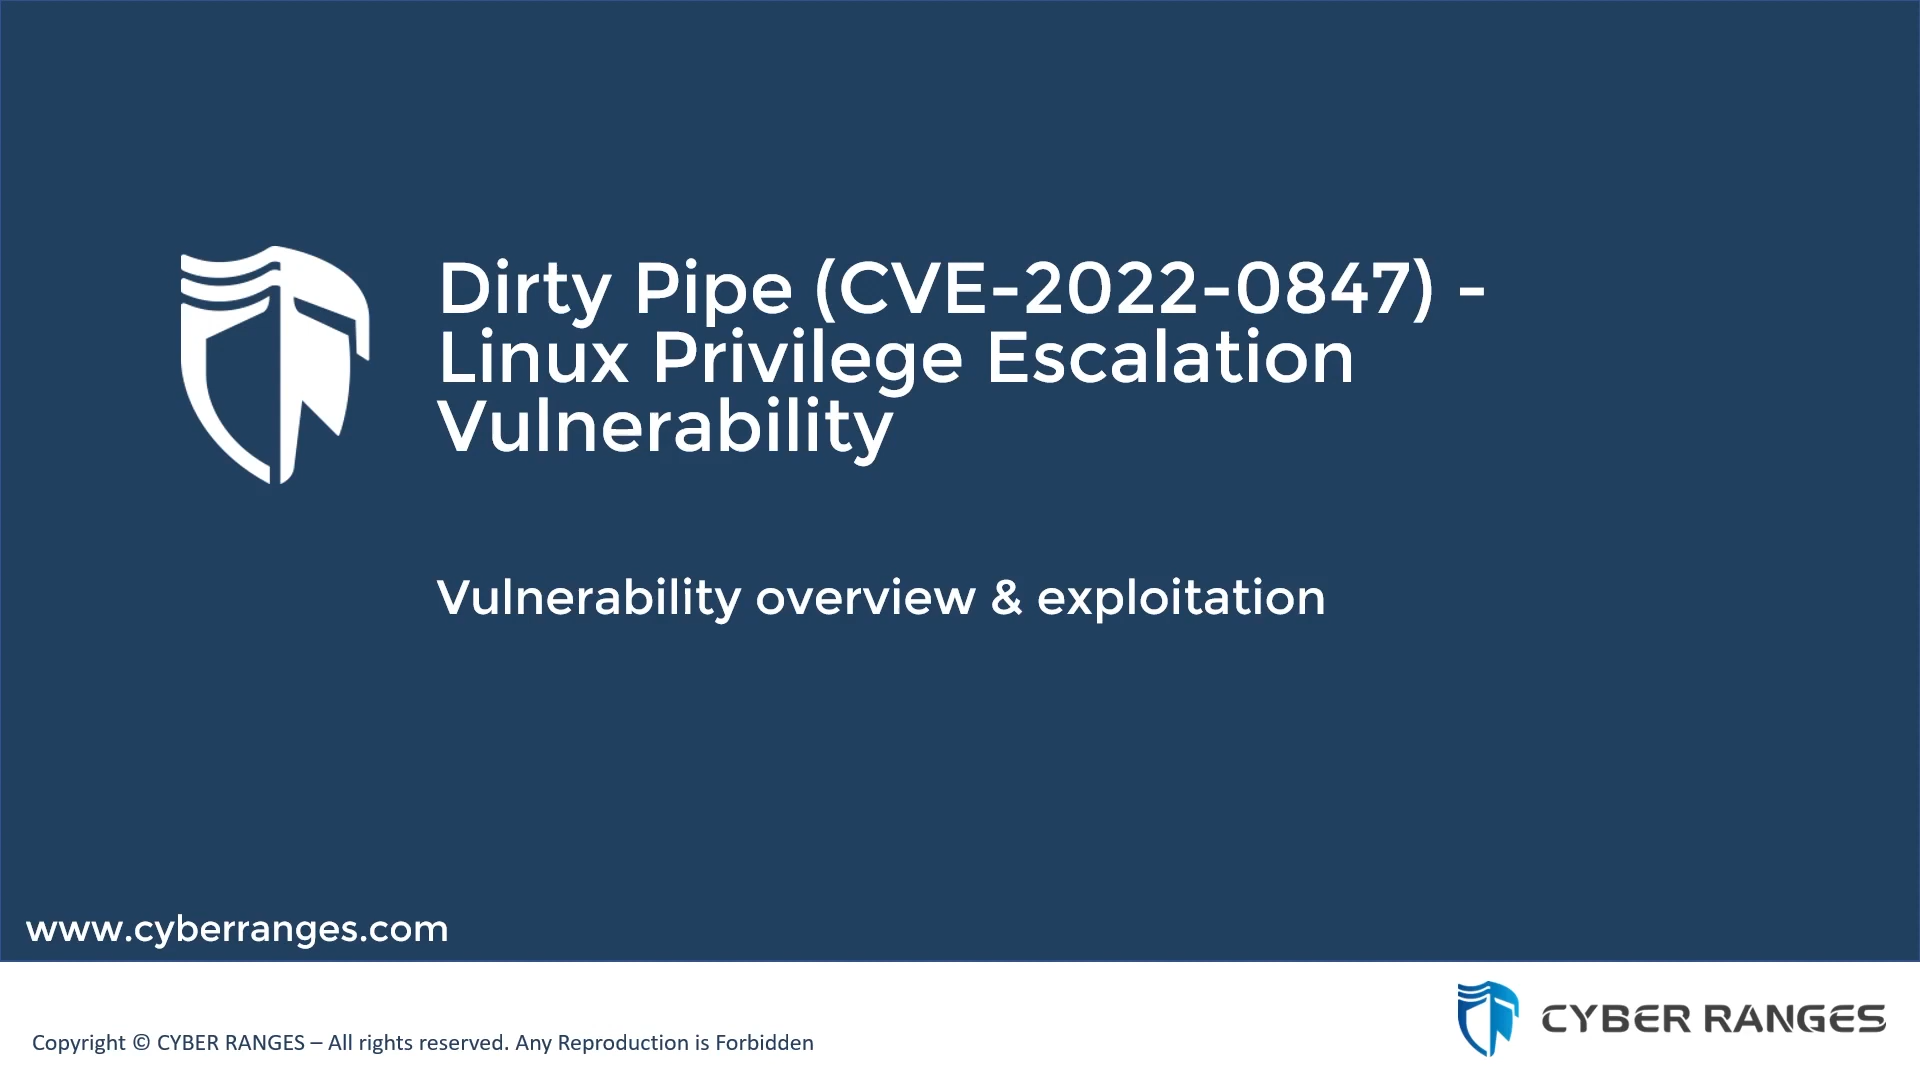 Dirty Pipe (CVE-2022-0847) -
Linux Privilege Escalation
Vulnerability
Vulnerability overview & exploitation
www.cyberranges.com
Copyright © CYBER RANGES – All rights reserved. Any Reproduction is Forbidden
CYBER RANGES